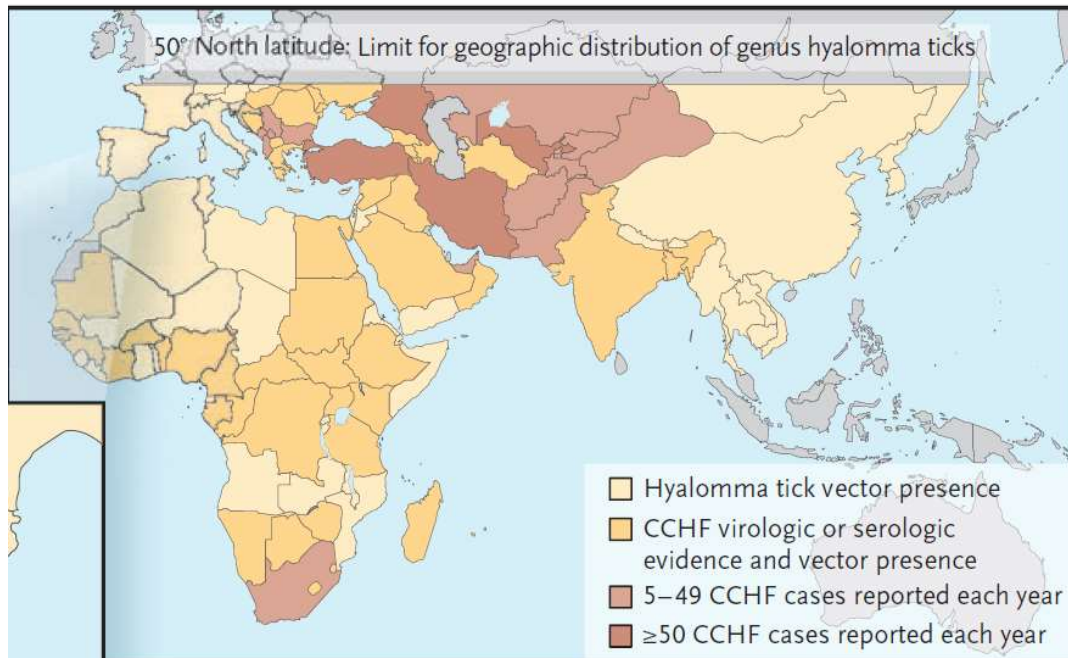 50° North latitude: Limit for geographic distribution of genus hyalomma ticks
Hyalomma tick vector presence
CCHF virologic or serologic
evidence and vector presence
5–49 CCHF cases reported each year
≥50 CCHF cases reported each year